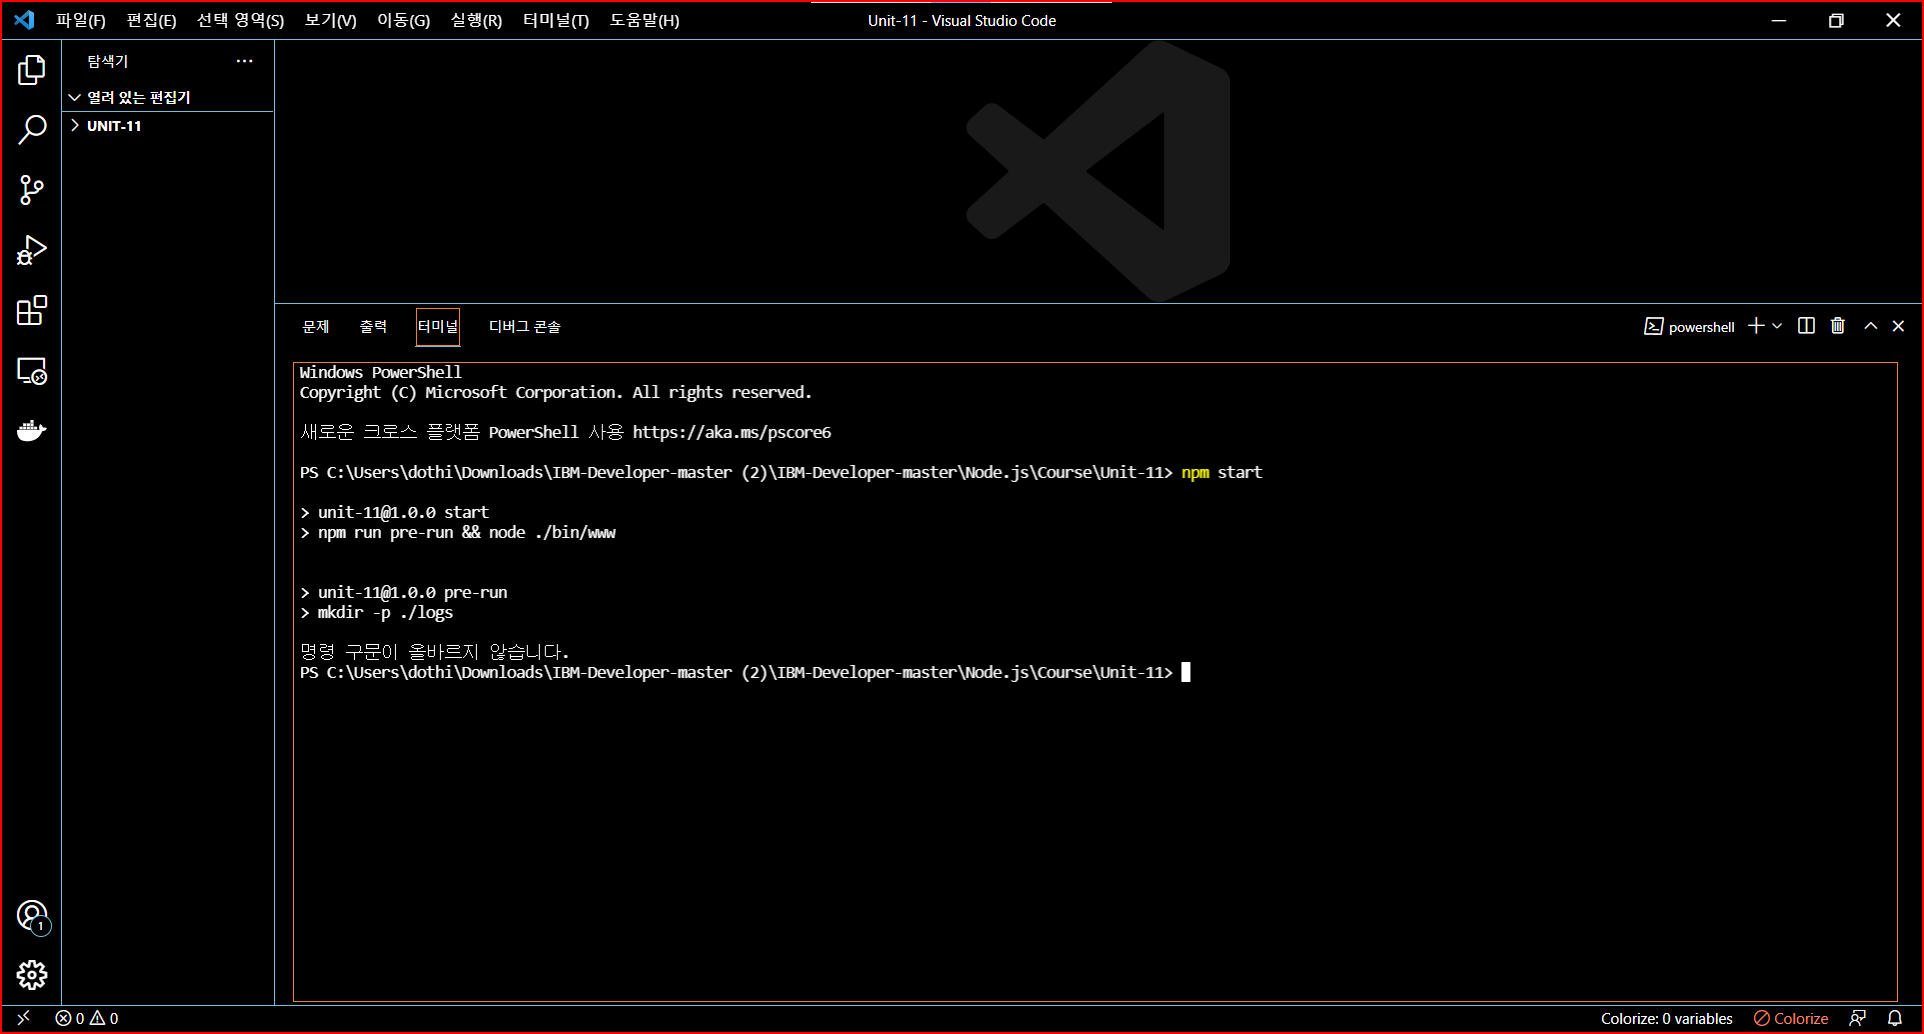 파일(F) 편집(E) 선택 영역(S) 보기(V) 이동(G) 실행(R) 터미널(T) 도움말(H) Unit-11 - Visual Studio Code
탐색기
열려 있는 편집기
UNIT-11
문제 출력 터미널 디버그 콘솔 powershell
Windows PowerShell
Copyright (C) Microsoft Corporation. All rights reserved.
새로운 크로스 플랫폼 PowerShell 사용 https://aka.ms/pscore6
PS C:\Users\dothi\Downloads\IBM-Developer-master (2)\IBM-Developer-master\Node.js\Course\Unit-11> npm start
> unit-11@1.0.0 start
> npm run pre-run && node ./bin/www
> unit-11@1.0.0 pre-run
> mkdir -p ./logs
명령 구문이 올바르지 않습니다.
PS C:\Users\dothi\Downloads\IBM-Developer-master (2)\IBM-Developer-master\Node.js\Course\Unit-11>
1
0 0 Colorize: 0 variables Colorize